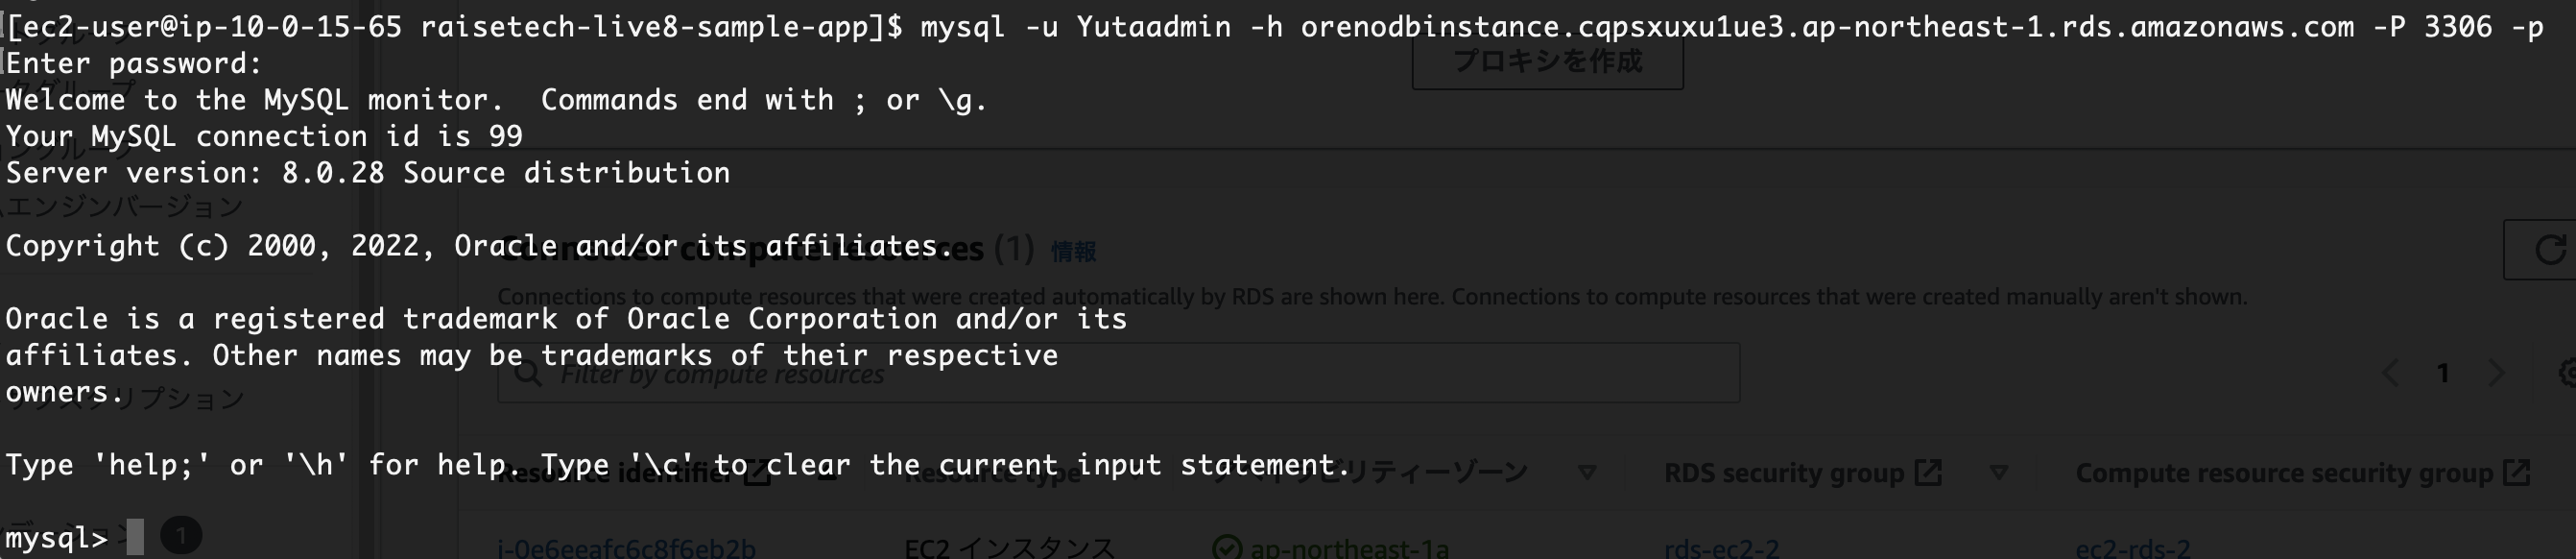 [ec2-user@ip-10-0-15-65 raisetech-live8-sample-app]$ mysql -u Yutaadmin -h orenodbinstance.cqpsxuxu1ue3.ap-northeast-1.rds.amazonaws.com -P 3306 -p
プロキシを作成
Enter password:
Welcome to the MySQL monitor.  Commands end with ; or \g.
Your MySQL connection id is 99
Server version: 8.0.28 Source distribution
エンジンバージョン
Copyright (c) 2000, 2022, Oracle and/or its affiliates.
Connected compute resources (1) 情報
Connections to compute resources that were created automatically by RDS are shown here. Connections to compute resources that were created manually aren't shown.
Oracle is a registered trademark of Oracle Corporation and/or its
affiliates. Other names may be trademarks of their respective
Filter by compute resources
1
owners.
Type 'help;' or '\h' for help. Type '\c' to clear the current input statement.
Resource identifier Resource type アベイラビリティーゾーン RDS security group Compute resource security group
mysql>
1
i-0e6eeafc6c8f6eb2b EC2 インスタンス ap-northeast-1a rds-ec2-2 ec2-rds-2